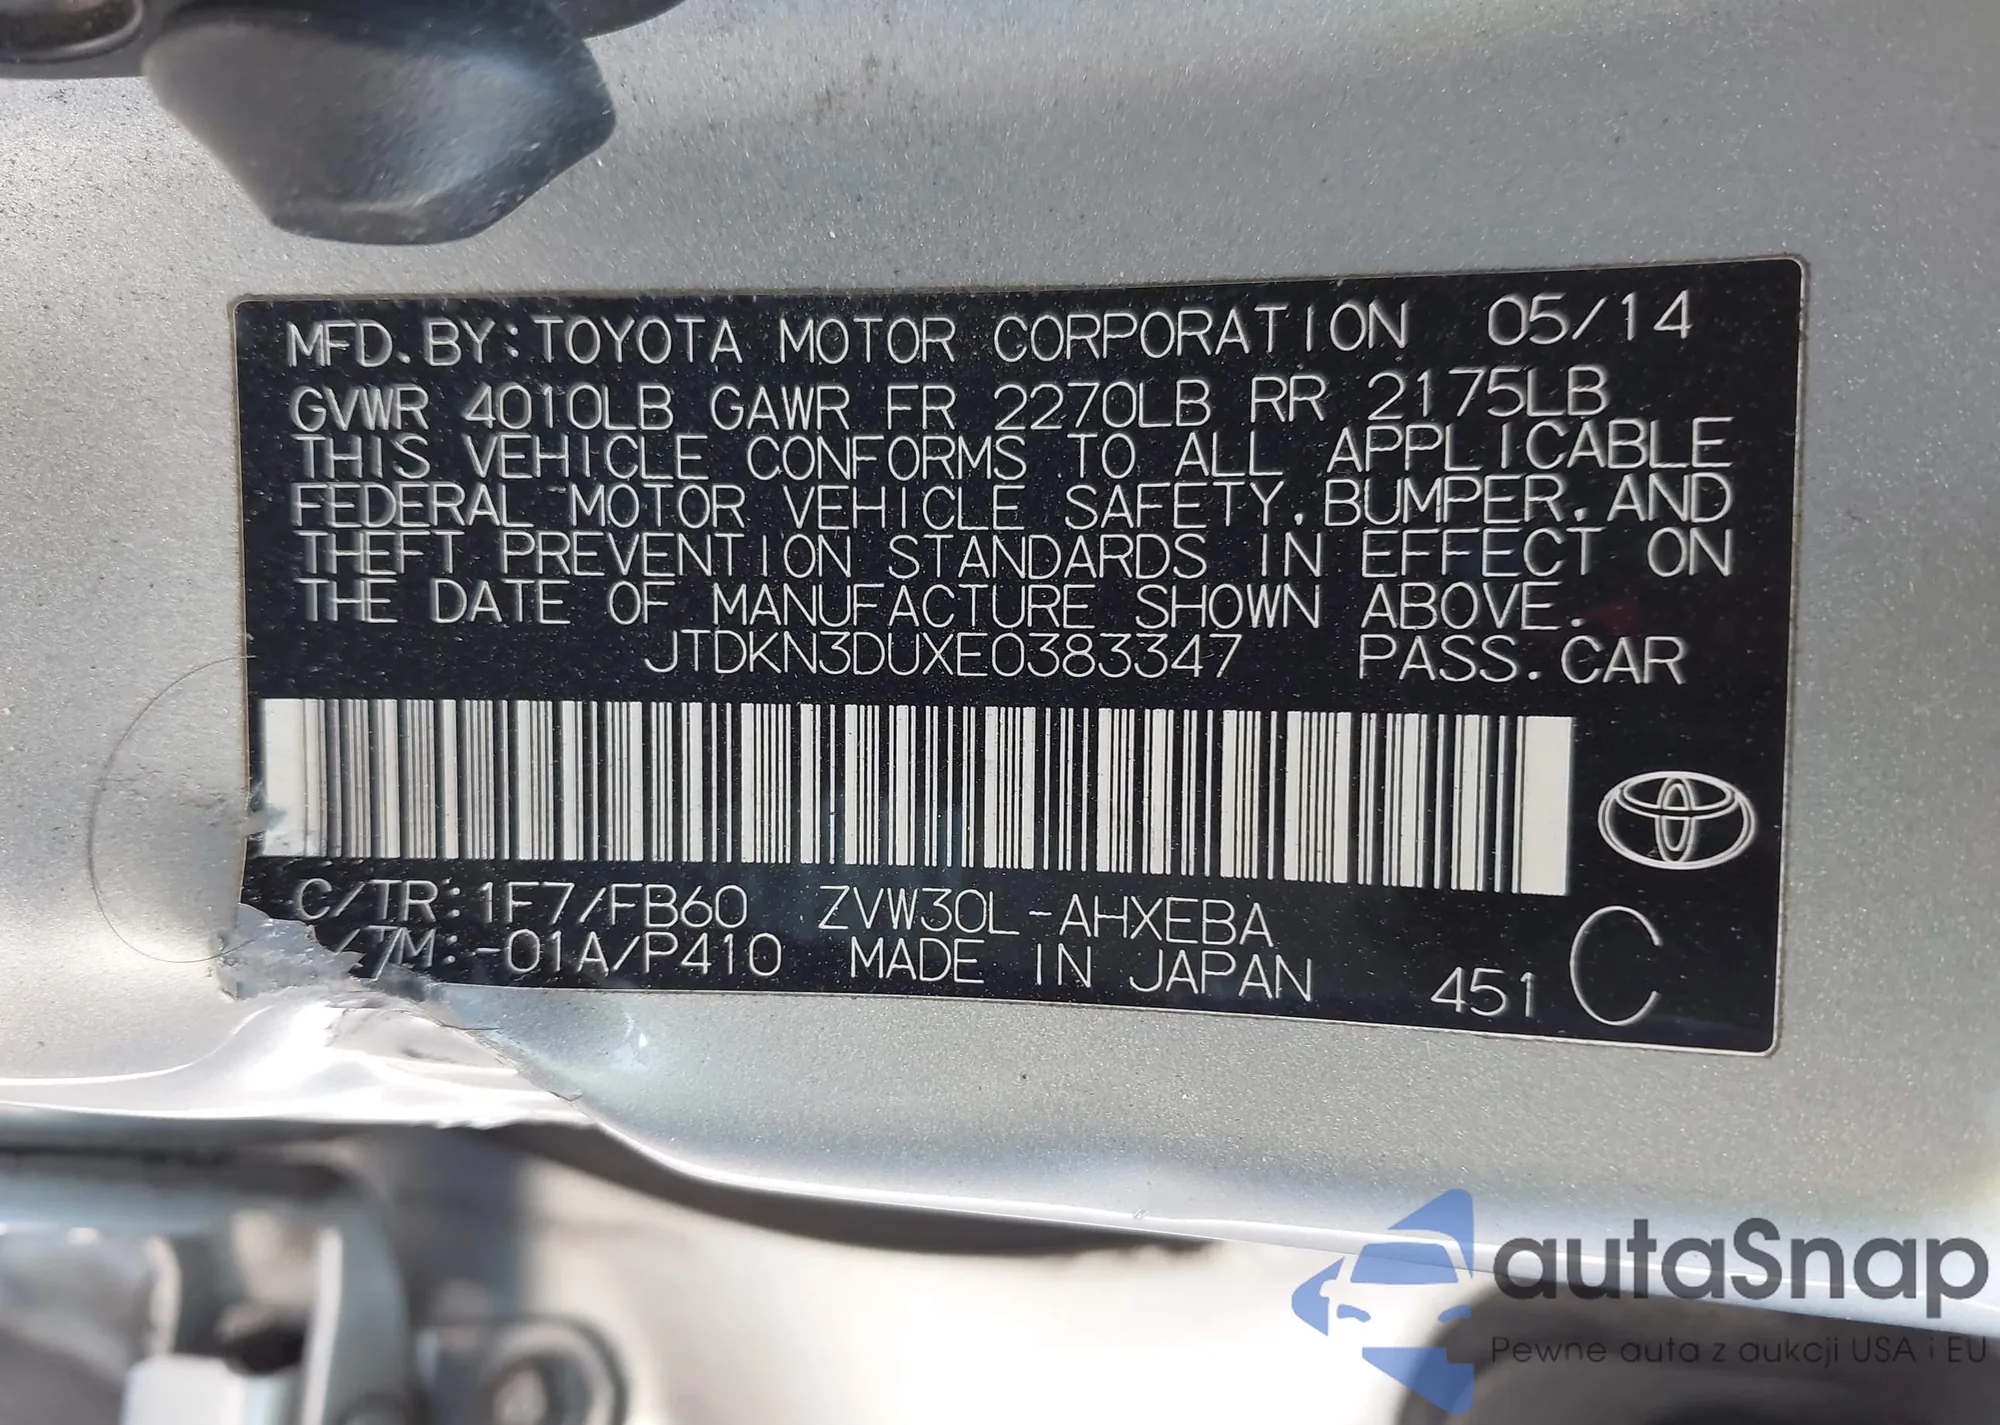 MFD. BY: TOYOTA MOTOR CORPORATION 05/14
GVWR 4010LB GAWR FR 2270LB RR 2175LB
THIS VEHICLE CONFORMS TO ALL APPLICABLE
FEDERAL MOTOR VEHICLE SAFETY, BUMPER, AND
THEFT PREVENTION STANDARDS IN EFFECT ON
THE DATE OF MANUFACTURE SHOWN ABOVE.
JTDKN3DUXE0383347 PASS. CAR
C/TR: 1F7/FB60 ZVW30L-AHXEBA
/TM: -01A/P410 MADE IN JAPAN 451 C
autoSnap
Pewne auta z aukcji USA i EU